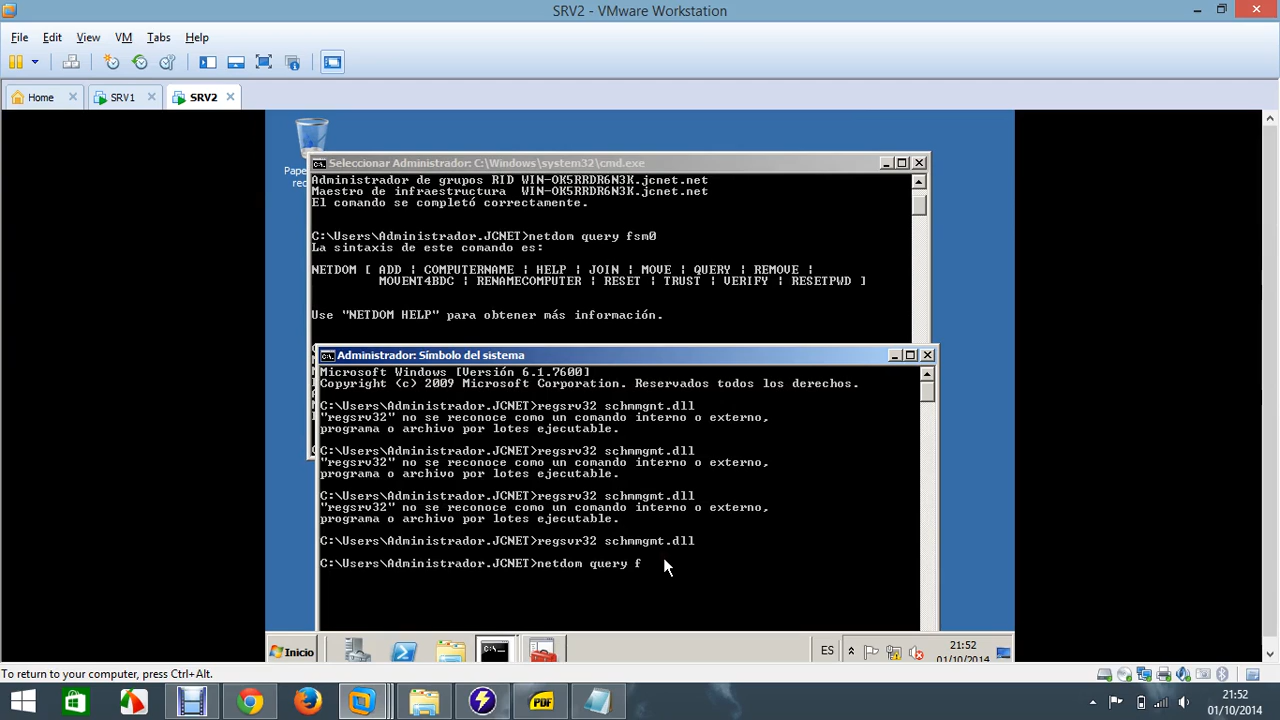 SRV2 - VMware Workstation
File Edit View VM Tabs Help
Home SRV1 SRV2
Seleccionar Administrador: C:\Windows\system32\cmd.exe
Administrador de grupos RID WIN-OK5RRDR6N3K.jcnet.net
Maestro de infraestructura WIN-OK5RRDR6N3K.jcnet.net
El comando se completó correctamente.
C:\Users\Administrador.JCNET>netdom query fsm0
La sintaxis de este comando es:
NETDOM [ ADD | COMPUTERNAME | HELP | JOIN | MOVE | QUERY | REMOVE |
MOVENT4BDC | RENAMECOMPUTER | RESET | TRUST | VERIFY | RESETPWD ]
Use "NETDOM HELP" para obtener más información.
Administrador: Símbolo del sistema
Microsoft Windows [Versión 6.1.7600]
Copyright (c) 2009 Microsoft Corporation. Reservados todos los derechos.
C:\Users\Administrador.JCNET>regsrv32 schmmgnt.dll
"regsrv32" no se reconoce como un comando interno o externo,
programa o archivo por lotes ejecutable.
C:\Users\Administrador.JCNET>regsrv32 schmmgmt.dll
"regsrv32" no se reconoce como un comando interno o externo,
programa o archivo por lotes ejecutable.
C:\Users\Administrador.JCNET>regsrv32 schmmgmt.dll
"regsrv32" no se reconoce como un comando interno o externo,
programa o archivo por lotes ejecutable.
C:\Users\Administrador.JCNET>regsvr32 schmmgmt.dll
C:\Users\Administrador.JCNET>netdom query f
Inicio
ES
21:52
01/10/2014
To return to your computer, press Ctrl+Alt.
PDF
21:52
01/10/2014